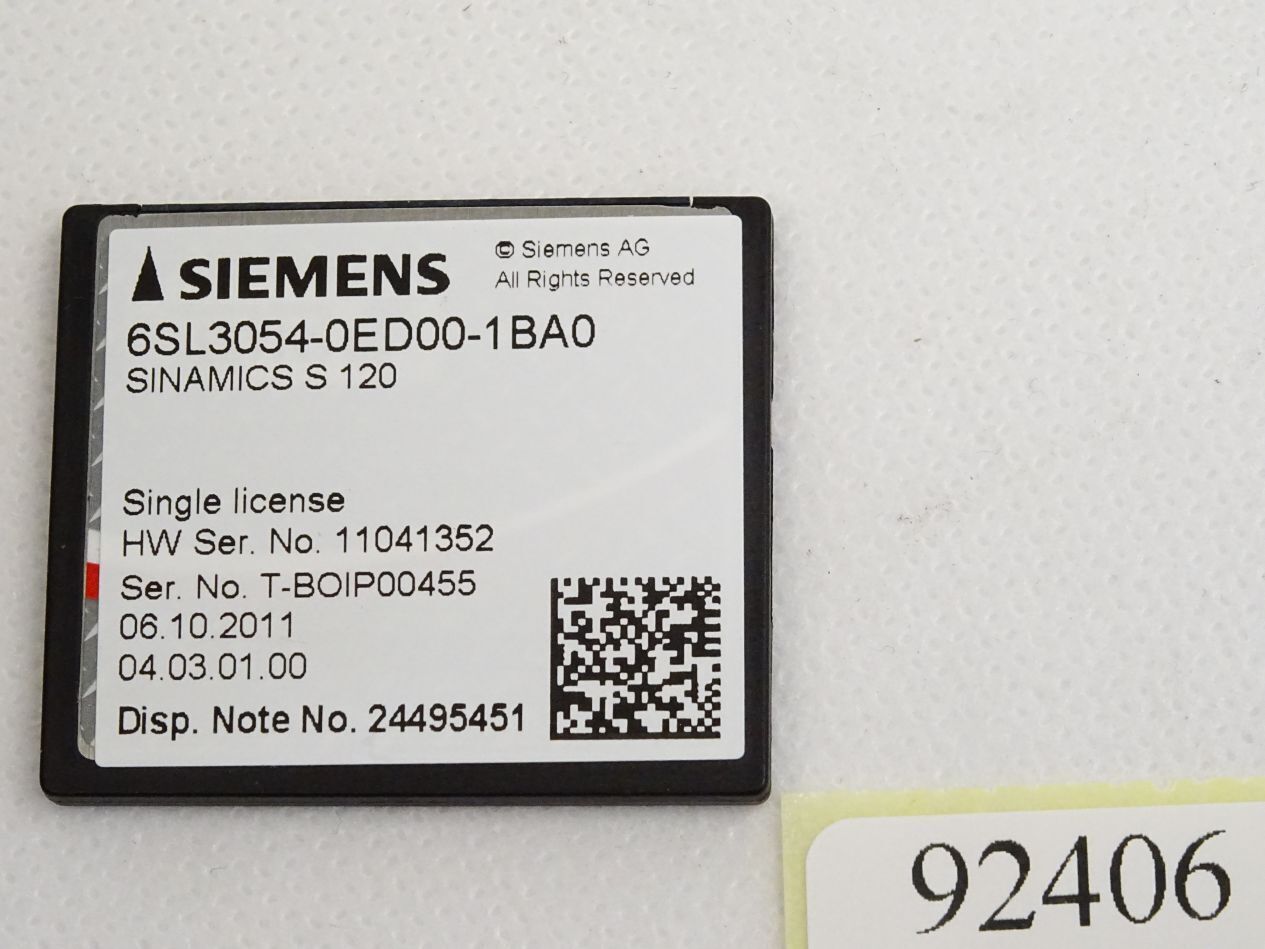 SIEMENS
© Siemens AG
All Rights Reserved
6SL3054-0ED00-1BA0
SINAMICS S 120
Single license
HW Ser. No. 11041352
Ser. No. T-BOIP00455
06.10.2011
04.03.01.00
Disp. Note No. 24495451
92406